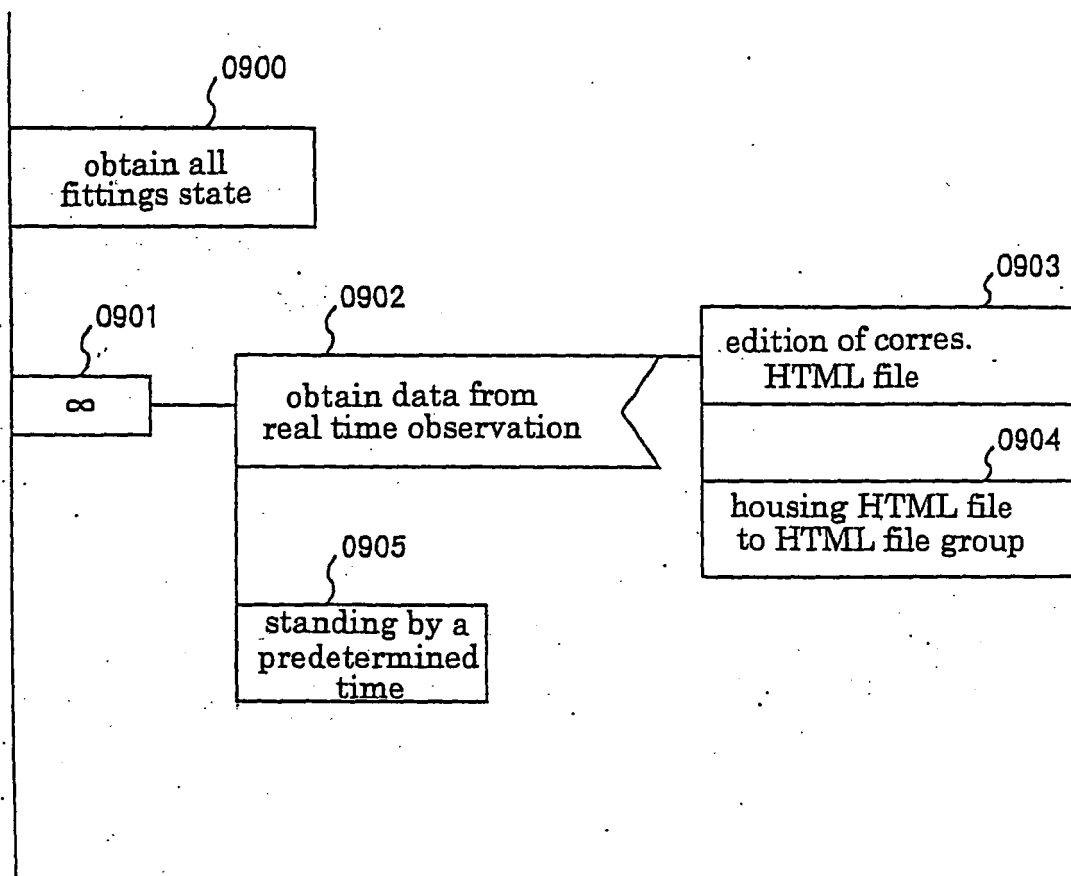 0900
obtain all
fittings state
0901
∞
0902
obtain data from
real time observation
0903
edition of corres.
HTML file
0904
housing HTML file
to HTML file group
0905
standing by a
predetermined
time